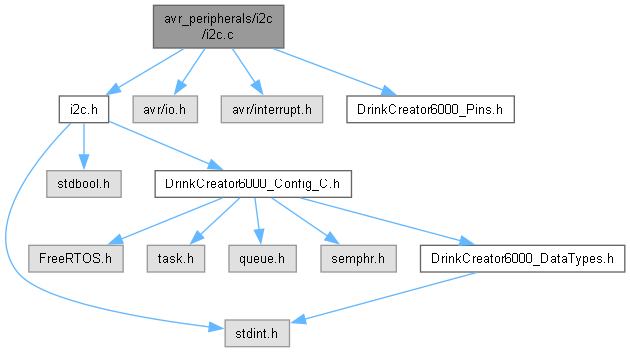 avr_peripherals/i2c
/i2c.c
i2c.h
avr/io.h
avr/interrupt.h
DrinkCreator6000_Pins.h
stdbool.h
DrinkCreator6000_Config_C.h
FreeRTOS.h
task.h
queue.h
semphr.h
DrinkCreator6000_DataTypes.h
stdint.h